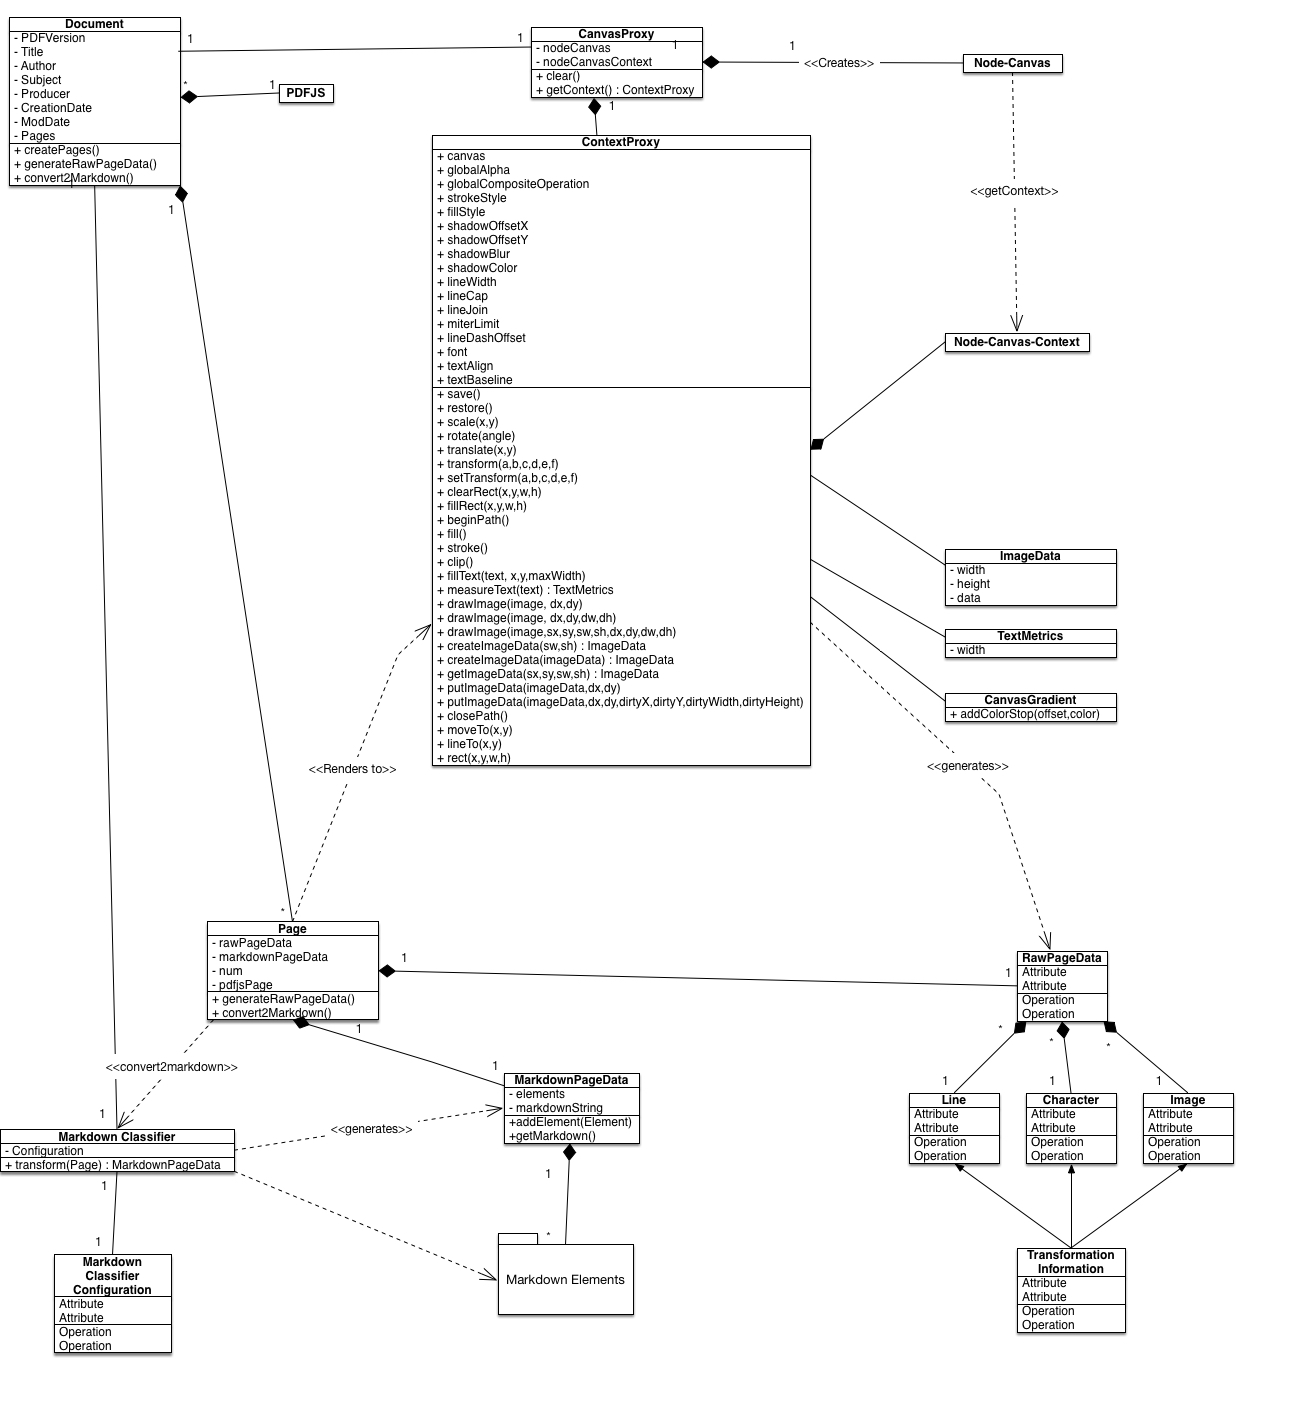 Document
- PDFVersion
- Title
- Author
- Subject
- Producer
- CreationDate
- ModDate
- Pages
+ createPages()
+ generateRawPageData()
+ convert2Markdown()
1
1
1
*
1
PDFJS
1
CanvasProxy
- nodeCanvas
- nodeCanvasContext
+ clear()
+ getContext() : ContextProxy
1
1
<<Creates>>
Node-Canvas
1
<<getContext>>
Node-Canvas-Context
ContextProxy
+ canvas
+ globalAlpha
+ globalCompositeOperation
+ strokeStyle
+ fillStyle
+ shadowOffsetX
+ shadowOffsetY
+ shadowBlur
+ shadowColor
+ lineWidth
+ lineCap
+ lineJoin
+ miterLimit
+ lineDashOffset
+ font
+ textAlign
+ textBaseline
+ save()
+ restore()
+ scale(x,y)
+ rotate(angle)
+ translate(x,y)
+ transform(a,b,c,d,e,f)
+ setTransform(a,b,c,d,e,f)
+ clearRect(x,y,w,h)
+ fillRect(x,y,w,h)
+ beginPath()
+ fill()
+ stroke()
+ clip()
+ fillText(text, x,y,maxWidth)
+ measureText(text) : TextMetrics
+ drawImage(image, dx,dy)
+ drawImage(image, dx,dy,dw,dh)
+ drawImage(image,sx,sy,sw,sh,dx,dy,dw,dh)
+ createImageData(sw,sh) : ImageData
+ createImageData(imageData) : ImageData
+ getImageData(sx,sy,sw,sh) : ImageData
+ putImageData(imageData,dx,dy)
+ putImageData(imageData,dx,dy,dirtyX,dirtyY,dirtyWidth,dirtyHeight)
+ closePath()
+ moveTo(x,y)
+ lineTo(x,y)
+ rect(x,y,w,h)
ImageData
- width
- height
- data
TextMetrics
- width
CanvasGradient
+ addColorStop(offset,color)
<<Renders to>>
<<generates>>
*
Page
- rawPageData
- markdownPageData
- num
- pdfjsPage
+ generateRawPageData()
+ convert2Markdown()
1
1
RawPageData
Attribute
Attribute
Operation
Operation
1
1
<<convert2markdown>>
MarkdownPageData
- elements
- markdownString
+addElement(Element)
+getMarkdown()
<<generates>>
1
Markdown Classifier
- Configuration
+ transform(Page) : MarkdownPageData
1
1
Markdown
Classifier
Configuration
Attribute
Attribute
Operation
Operation
1
*
Markdown Elements
*
*
*
1
1
1
Line
Attribute
Attribute
Operation
Operation
Character
Attribute
Attribute
Operation
Operation
Image
Attribute
Attribute
Operation
Operation
Transformation
Information
Attribute
Attribute
Operation
Operation